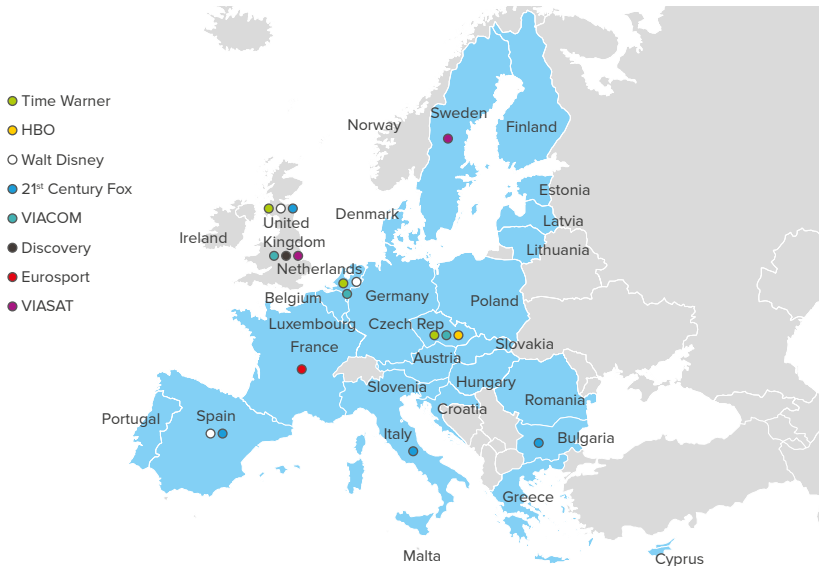 Time Warner
HBO
Walt Disney
21st Century Fox
VIACOM
Discovery
Eurosport
VIASAT
Sweden
Norway
Finland
Estonia
Denmark
Latvia
United
Kingdom
Ireland
Lithuania
Netherlands
Belgium
Germany
Poland
Luxembourg
Czech Rep
France
Slovakia
Austria
Slovenia
Hungary
Romania
Croatia
Portugal
Spain
Italy
Bulgaria
Greece
Malta
Cyprus